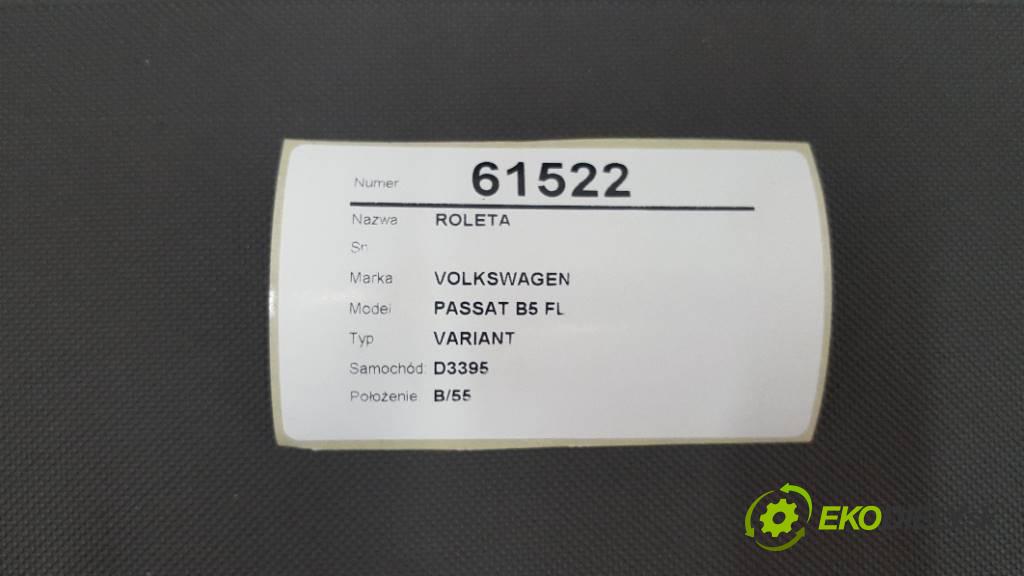 Numer 61522
Nazwa ROLETA
Sn
Marka VOLKSWAGEN
Model PASSAT B5 FL
Typ VARIANT
Samochód: D3395
Położenie B/55
EKO